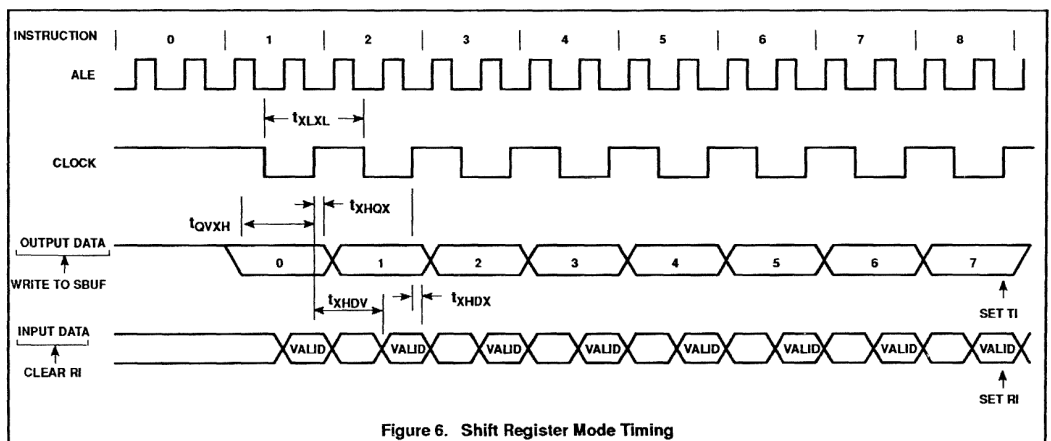 INSTRUCTION | 0 | 1 | 2 | 3 | 4 | 5 | 6 | 7 | 8 |
ALE
tXLXL
CLOCK
tXHQX
tQVXH
OUTPUT DATA
0 1 2 3 4 5 6 7
WRITE TO SBUF
tXHDV
tXHDX
SET TI
INPUT DATA
VALID VALID VALID VALID VALID VALID VALID VALID
CLEAR RI
SET RI
Figure 6. Shift Register Mode Timing